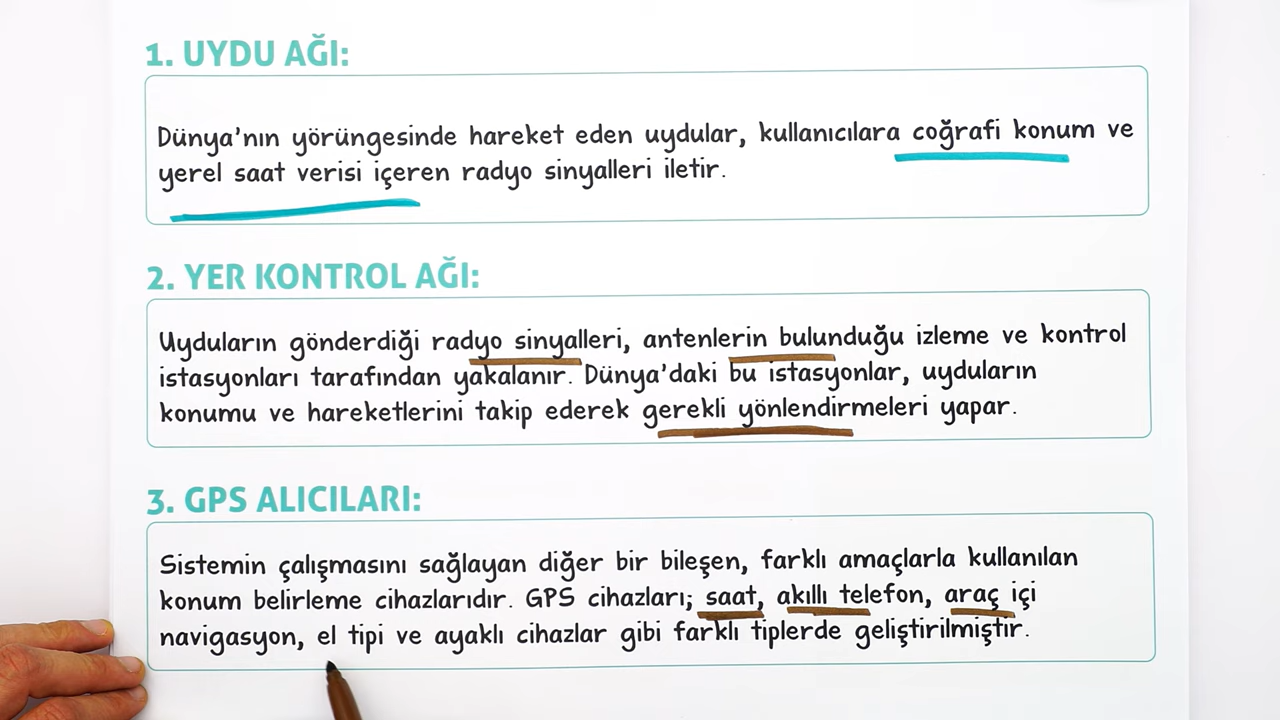 1. UYDU AĞI:
Dünya'nın yörüngesinde hareket eden uydular, kullanıcılara coğrafi konum ve
yerel saat verisi içeren radyo sinyalleri iletir.
2. YER KONTROL AĞI:
Uyduların gönderdiği radyo sinyalleri, antenlerin bulunduğu izleme ve kontrol
istasyonları tarafından yakalanır. Dünya'daki bu istasyonlar, uyduların
konumu ve hareketlerini takip ederek gerekli yönlendirmeleri yapar.
3. GPS ALICILARI:
Sistemin çalışmasını sağlayan diğer bir bileşen, farklı amaçlarla kullanılan
konum belirleme cihazlarıdır. GPS cihazları; saat, akıllı telefon, araç içi
navigasyon, el tipi ve ayaklı cihazlar gibi farklı tiplerde geliştirilmiştir.